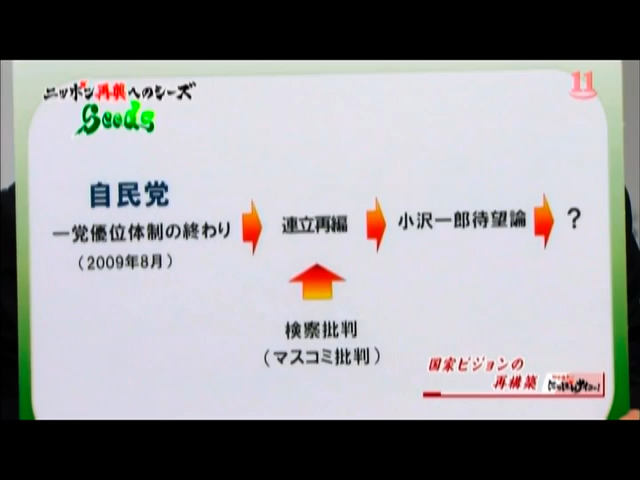 ニッポン再興へのシーズ
Seeds
11
自民党
一党優位体制の終わり
(2009年8月)
連立再編
小沢一郎待望論
?
検察批判
(マスコミ批判)
国家ビジョンの
再構築